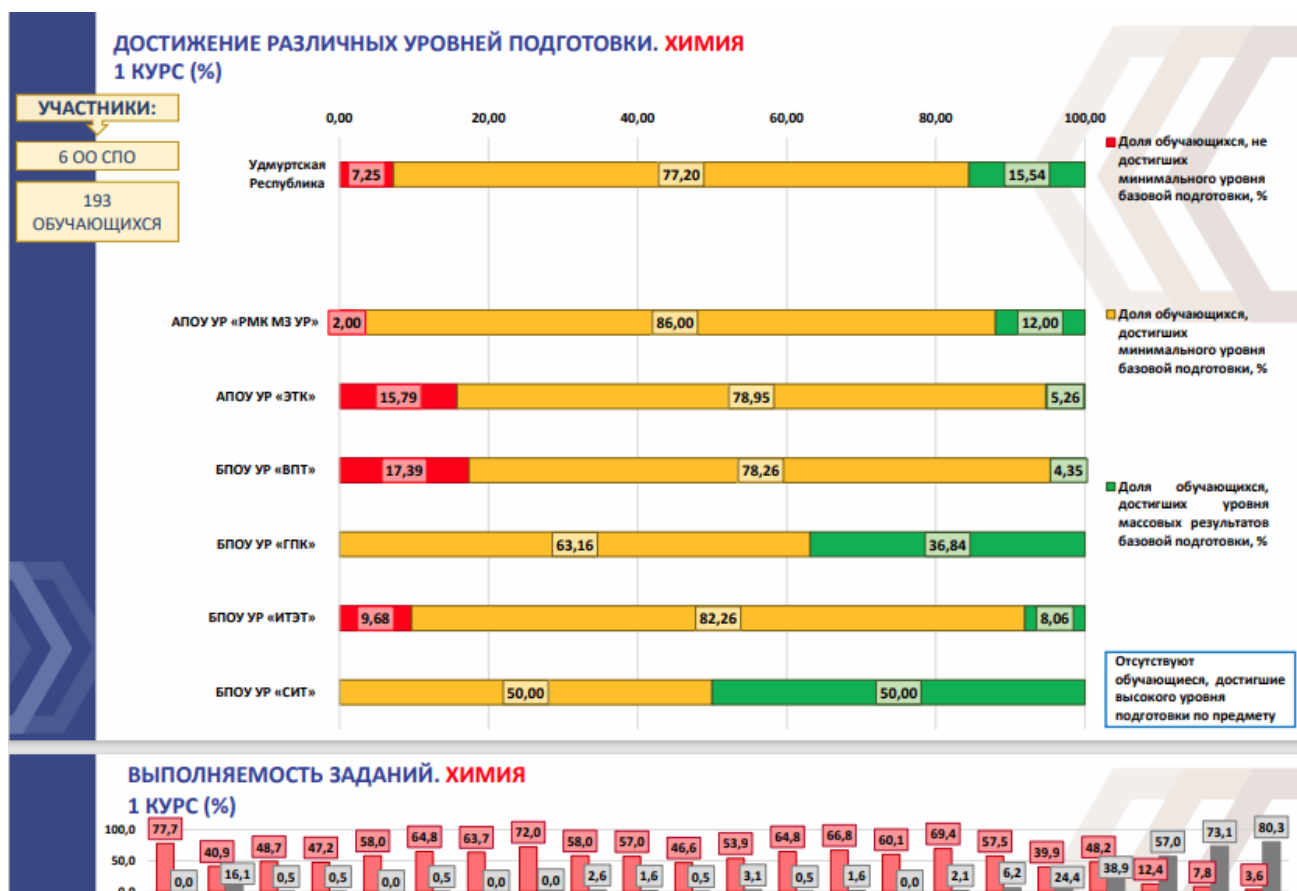 ДОСТИЖЕНИЕ РАЗЛИЧНЫХ УРОВНЕЙ ПОДГОТОВКИ. ХИМИЯ
1 КУРС (%)
УЧАСТНИКИ:
6 ОО СПО
193
ОБУЧАЮЩИХСЯ
0,00 20,00 40,00 60,00 80,00 100,00
Удмуртская
Республика
7,25 77,20 15,54
АПОУ УР «РМК МЗ УР»
2,00 86,00 12,00
АПОУ УР «ЭТК»
15,79 78,95 5,26
БПОУ УР «ВПТ»
17,39 78,26 4,35
БПОУ УР «ГПК»
63,16 36,84
БПОУ УР «ИТЭТ»
9,68 82,26 8,06
БПОУ УР «СИТ»
50,00 50,00
Доля обучающихся, не
достигших
минимального уровня
базовой подготовки, %
Доля обучающихся,
достигших
минимального уровня
базовой подготовки, %
Доля обучающихся,
достигших уровня
массовых результатов
базовой подготовки, %
Отсутствуют
обучающиеся, достигшие
высокого уровня
подготовки по предмету
ВЫПОЛНЯЕМОСТЬ ЗАДАНИЙ. ХИМИЯ
1 КУРС (%)
100,0
50,0
0,0
77,7 40,9 48,7 47,2 58,0 64,8 63,7 72,0 58,0 57,0 46,6 53,9 64,8 66,8 60,1 69,4 57,5 39,9 48,2 12,4 7,8 3,6
0,0 16,1 0,5 0,5 0,0 0,5 0,0 0,0 2,6 1,6 0,5 3,1 0,5 1,6 0,0 2,1 6,2 24,4 38,9 57,0 73,1 80,3